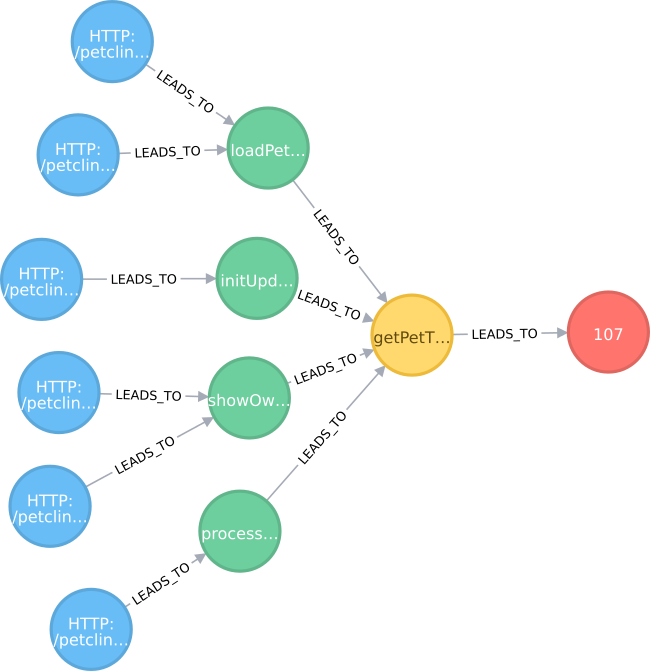 HTTP:
/petclin…
LEADS_TO
HTTP:
/petclin…
LEADS_TO
loadPet…
LEADS_TO
HTTP:
/petclin…
LEADS_TO
initUpd…
LEADS_TO
getPetT…
LEADS_TO
107
HTTP:
/petclin…
LEADS_TO
showOw…
LEADS_TO
HTTP:
/petclin…
LEADS_TO
process…
LEADS_TO
HTTP:
/petclin…
LEADS_TO